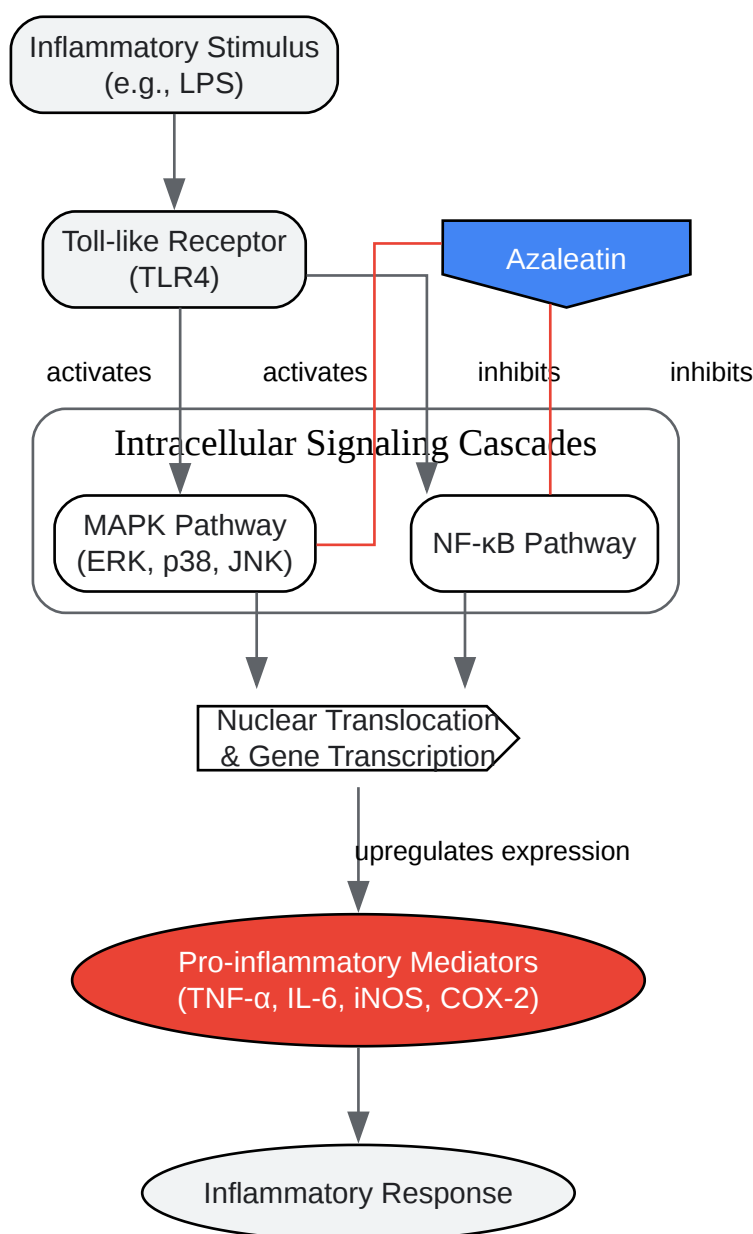 Inflammatory Stimulus
(e.g., LPS)
Toll-like Receptor
(TLR4)
Azaleatin
activates
activates
inhibits
inhibits
Intracellular Signaling Cascades
MAPK Pathway
(ERK, p38, JNK)
NF-κB Pathway
Nuclear Translocation
& Gene Transcription
upregulates expression
Pro-inflammatory Mediators
(TNF-α, IL-6, iNOS, COX-2)
Inflammatory Response